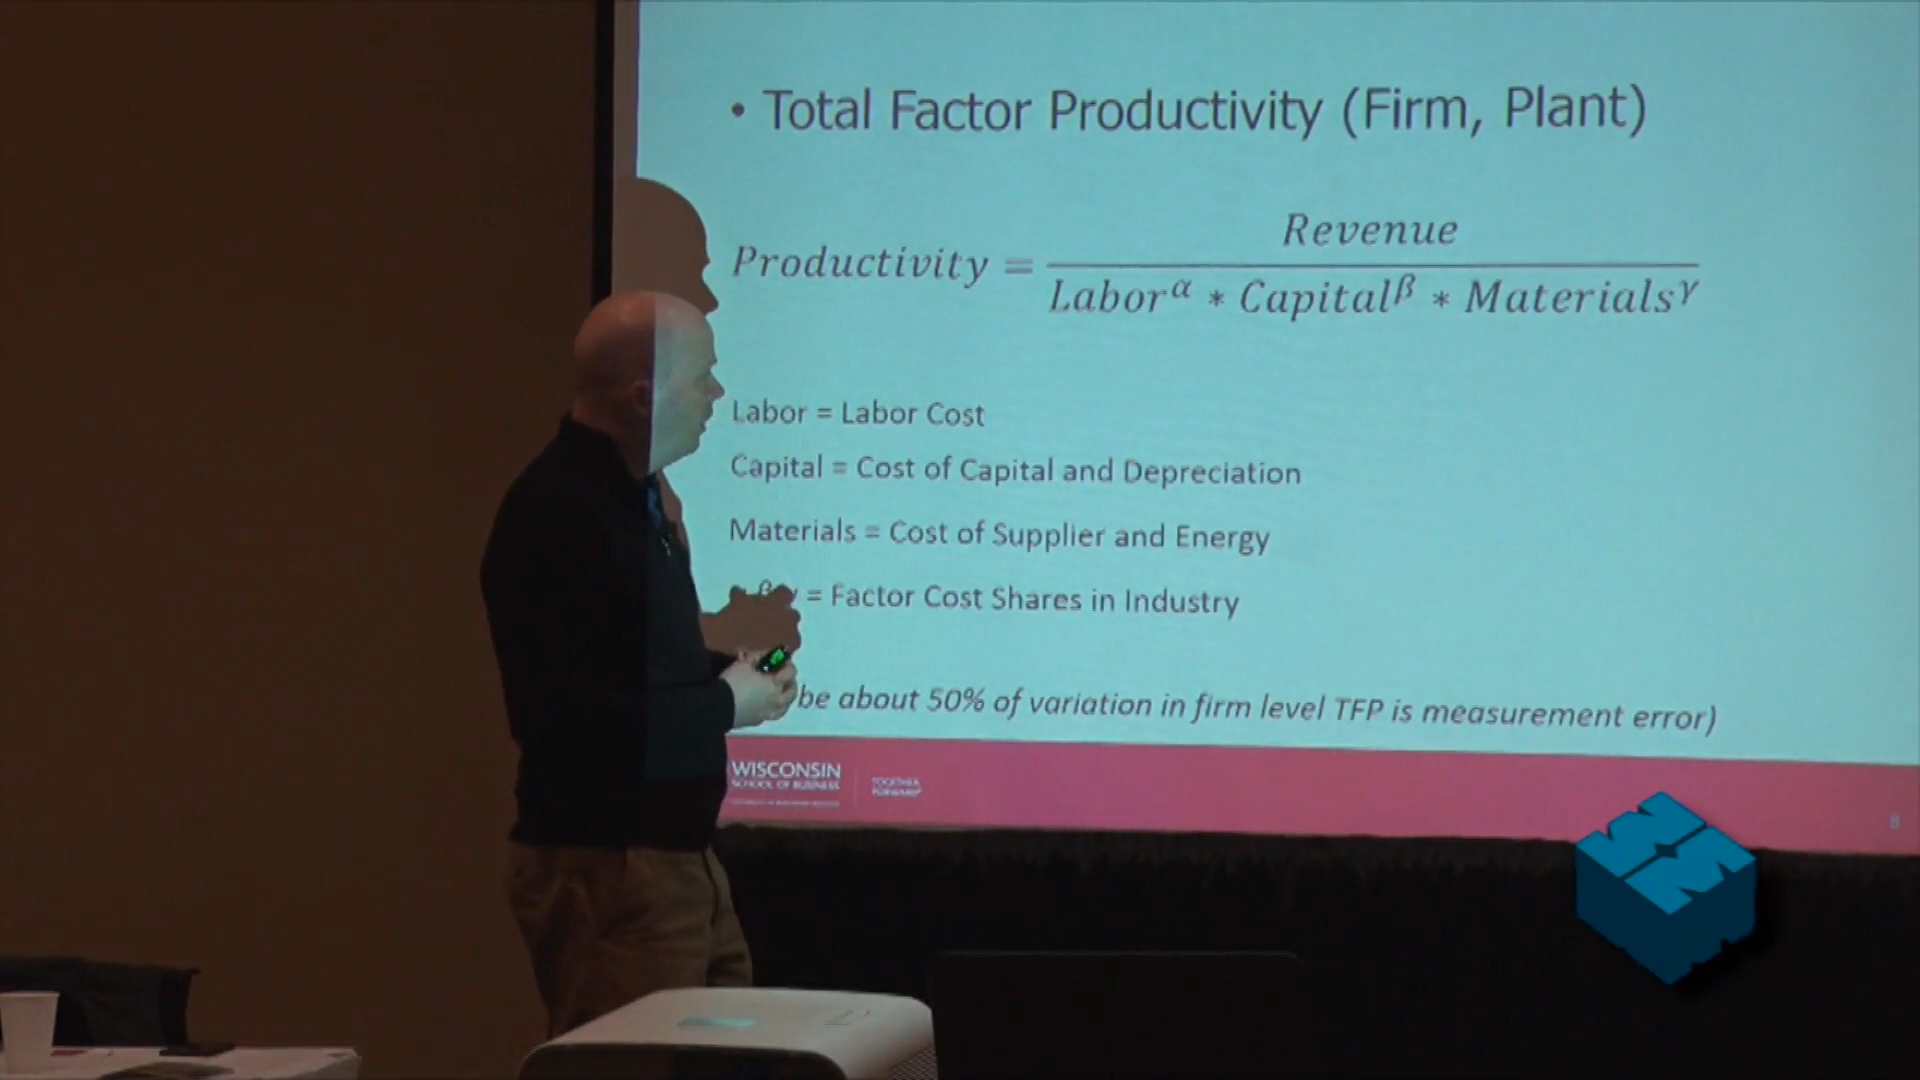 • Total Factor Productivity (Firm, Plant)
Productivity = Revenue / Labor^α * Capital^β * Materials^γ
Labor = Labor Cost
Capital = Cost of Capital and Depreciation
Materials = Cost of Supplier and Energy
= Factor Cost Shares in Industry
be about 50% of variation in firm level TFP is measurement error)
WISCONSIN
SCHOOL OF BUSINESS
TOGETHER
FORWARD
8